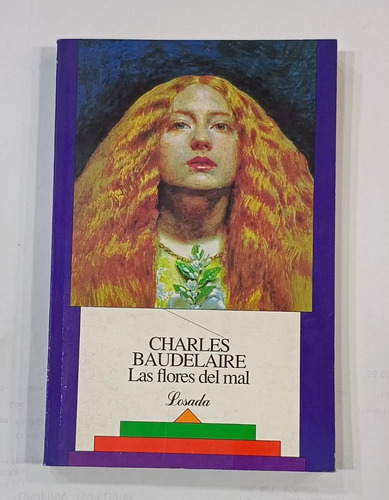 CHARLES
BAUDELAIRE
Las flores del mal
Losada